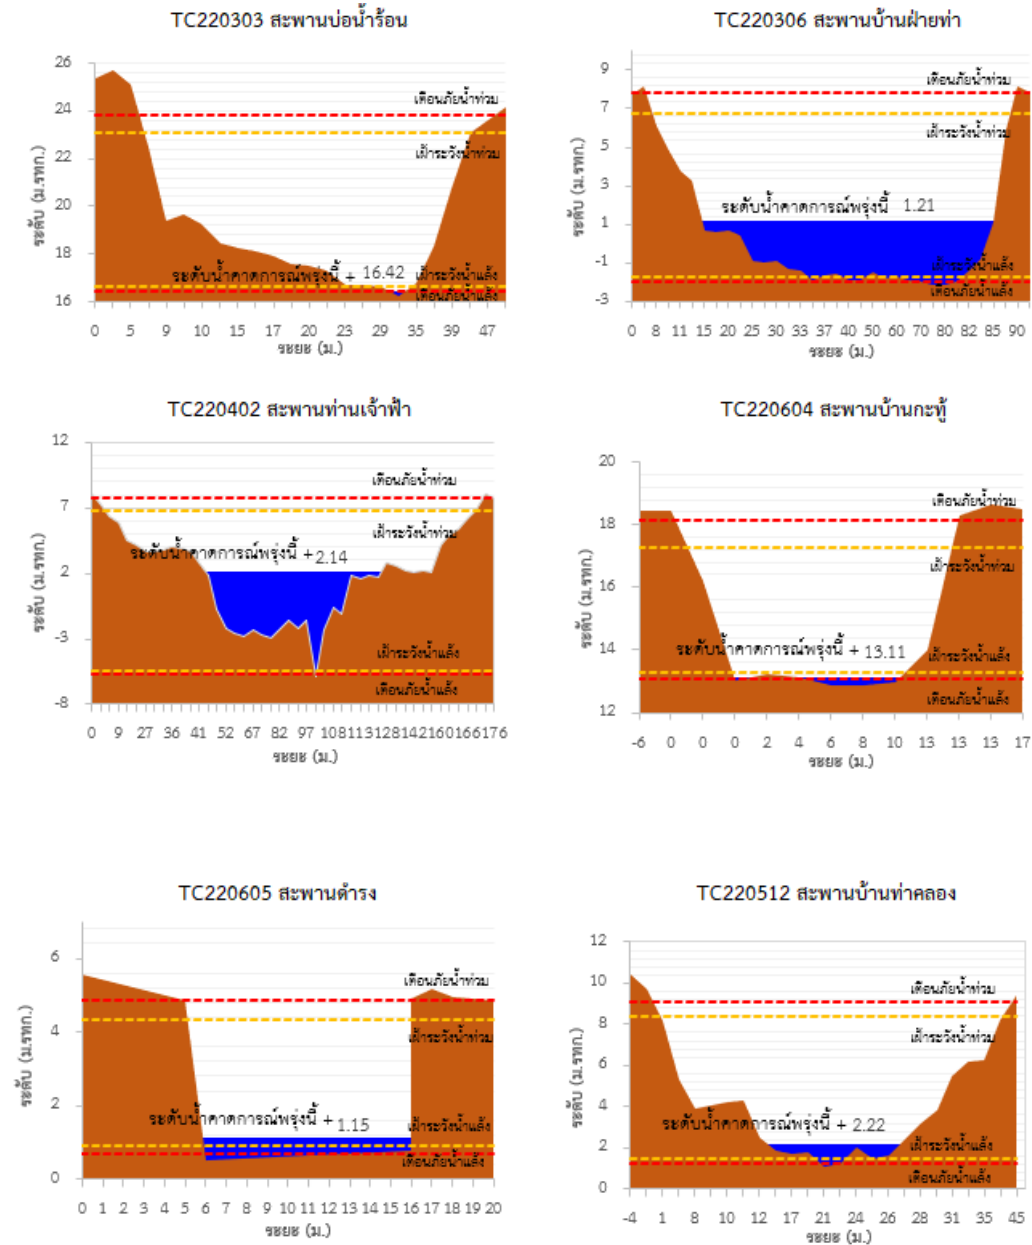 TC220303 สะพานบ่อน้ำร้อน
26
24
22
20
18
16
ระดับ (ม.รทก.)
เตือนภัยน้ำท่วม
เฝ้าระวังน้ำท่วม
ระดับน้ำคาดการณ์พรุ่งนี้ + 16.42
เฝ้าระวังน้ำแล้ง
เตือนภัยน้ำแล้ง
0 5 9 10 15 17 20 23 29 35 39 47
ระยะ (ม.)
TC220306 สะพานบ้านฝ่ายท่า
9
7
5
3
1
-1
-3
ระดับ (ม.รทก.)
เตือนภัยน้ำท่วม
เฝ้าระวังน้ำท่วม
ระดับน้ำคาดการณ์พรุ่งนี้ 1.21
เฝ้าระวังน้ำแล้ง
เตือนภัยน้ำแล้ง
0 8 11 15 20 25 30 33 37 40 50 60 70 80 82 85 90
ระยะ (ม.)
TC220402 สะพานท่านเจ้าฟ้า
12
7
2
-3
-8
ระดับ (ม.รทก.)
เตือนภัยน้ำท่วม
เฝ้าระวังน้ำท่วม
ระดับน้ำคาดการณ์พรุ่งนี้ + 2.14
เฝ้าระวังน้ำแล้ง
เตือนภัยน้ำแล้ง
0 9 27 36 41 52 67 82 97 108 113 128 142 160 166 176
ระยะ (ม.)
TC220604 สะพานบ้านกะทู้
20
18
16
14
12
ระดับ (ม.รทก.)
เตือนภัยน้ำท่วม
เฝ้าระวังน้ำท่วม
ระดับน้ำคาดการณ์พรุ่งนี้ + 13.11
เฝ้าระวังน้ำแล้ง
เตือนภัยน้ำแล้ง
-6 0 0 0 2 4 6 8 10 13 13 13 17
ระยะ (ม.)
TC220605 สะพานดำรง
6
4
2
0
ระดับ (ม.รทก.)
เตือนภัยน้ำท่วม
เฝ้าระวังน้ำท่วม
ระดับน้ำคาดการณ์พรุ่งนี้ + 1.15
เฝ้าระวังน้ำแล้ง
เตือนภัยน้ำแล้ง
0 1 2 3 4 5 6 7 8 9 10 11 12 13 14 15 16 17 18 19 20
ระยะ (ม.)
TC220512 สะพานบ้านท่าคลอง
12
10
8
6
4
2
0
ระดับ (ม.รทก.)
เตือนภัยน้ำท่วม
เฝ้าระวังน้ำท่วม
ระดับน้ำคาดการณ์พรุ่งนี้ + 2.22
เฝ้าระวังน้ำแล้ง
เตือนภัยน้ำแล้ง
-4 1 8 10 12 17 21 24 26 28 31 35 45
ระยะ (ม.)